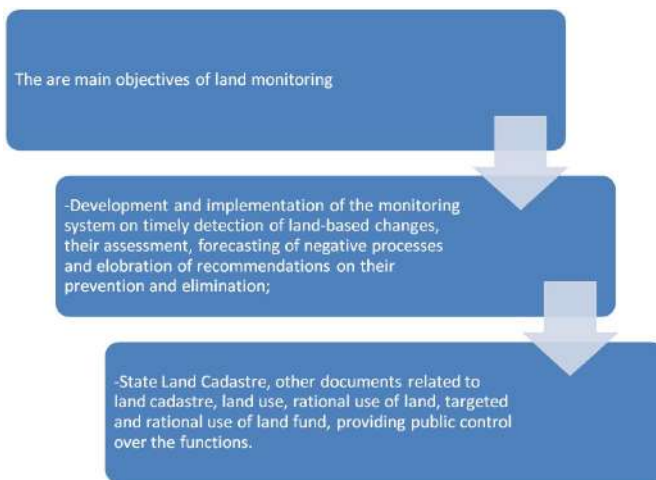 The are main objectives of land monitoring
-Development and implementation of the monitoring
system on timely detection of land-based changes,
their assessment, forecasting of negative processes
and elobration of recommendations on their
prevention and elimination;
-State Land Cadastre, other documents related to
land cadastre, land use, rational use of land, targeted
and rational use of land fund, providing public control
over the functions.